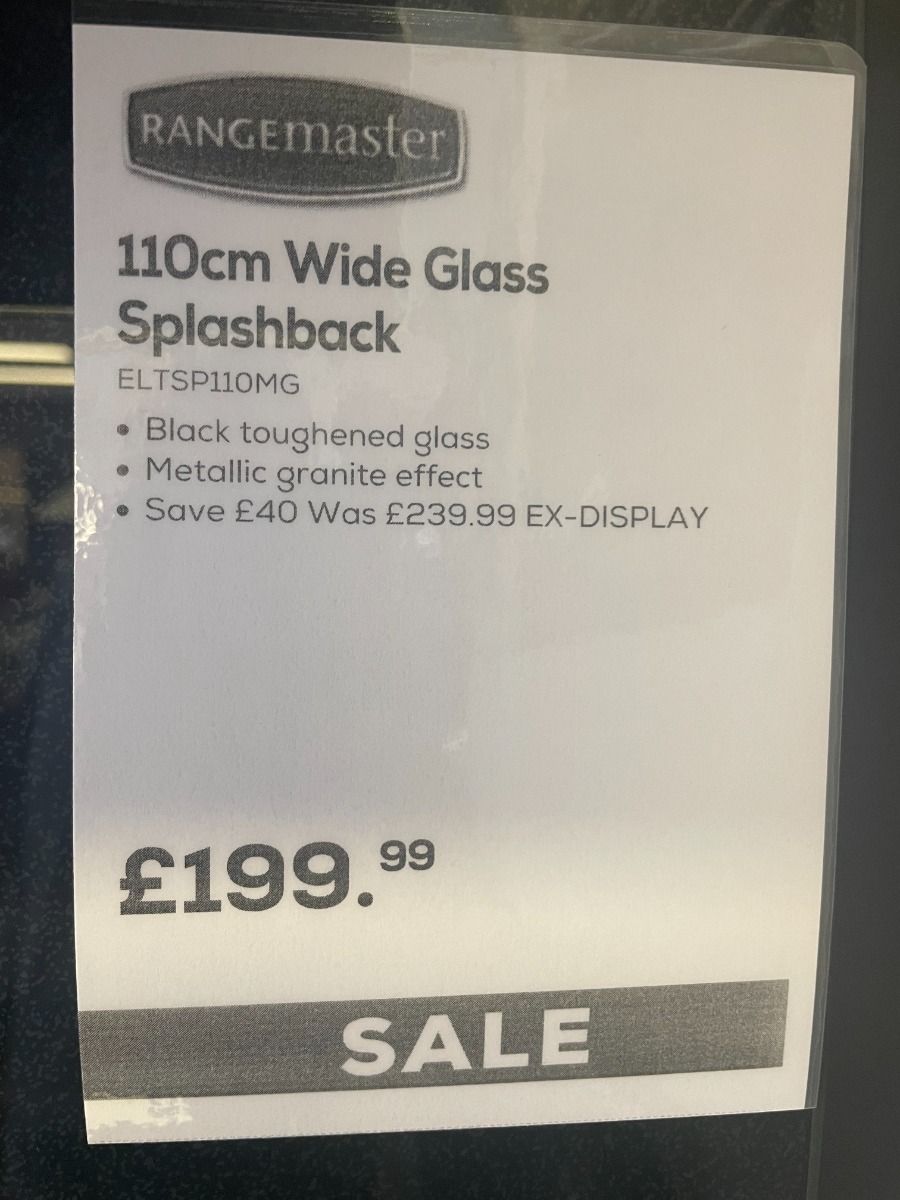 RANGEmaster
110cm Wide Glass
Splashback
ELTSP110MG
• Black toughened glass
• Metallic granite effect
• Save £40 Was £239.99 EX-DISPLAY
£199.99
SALE